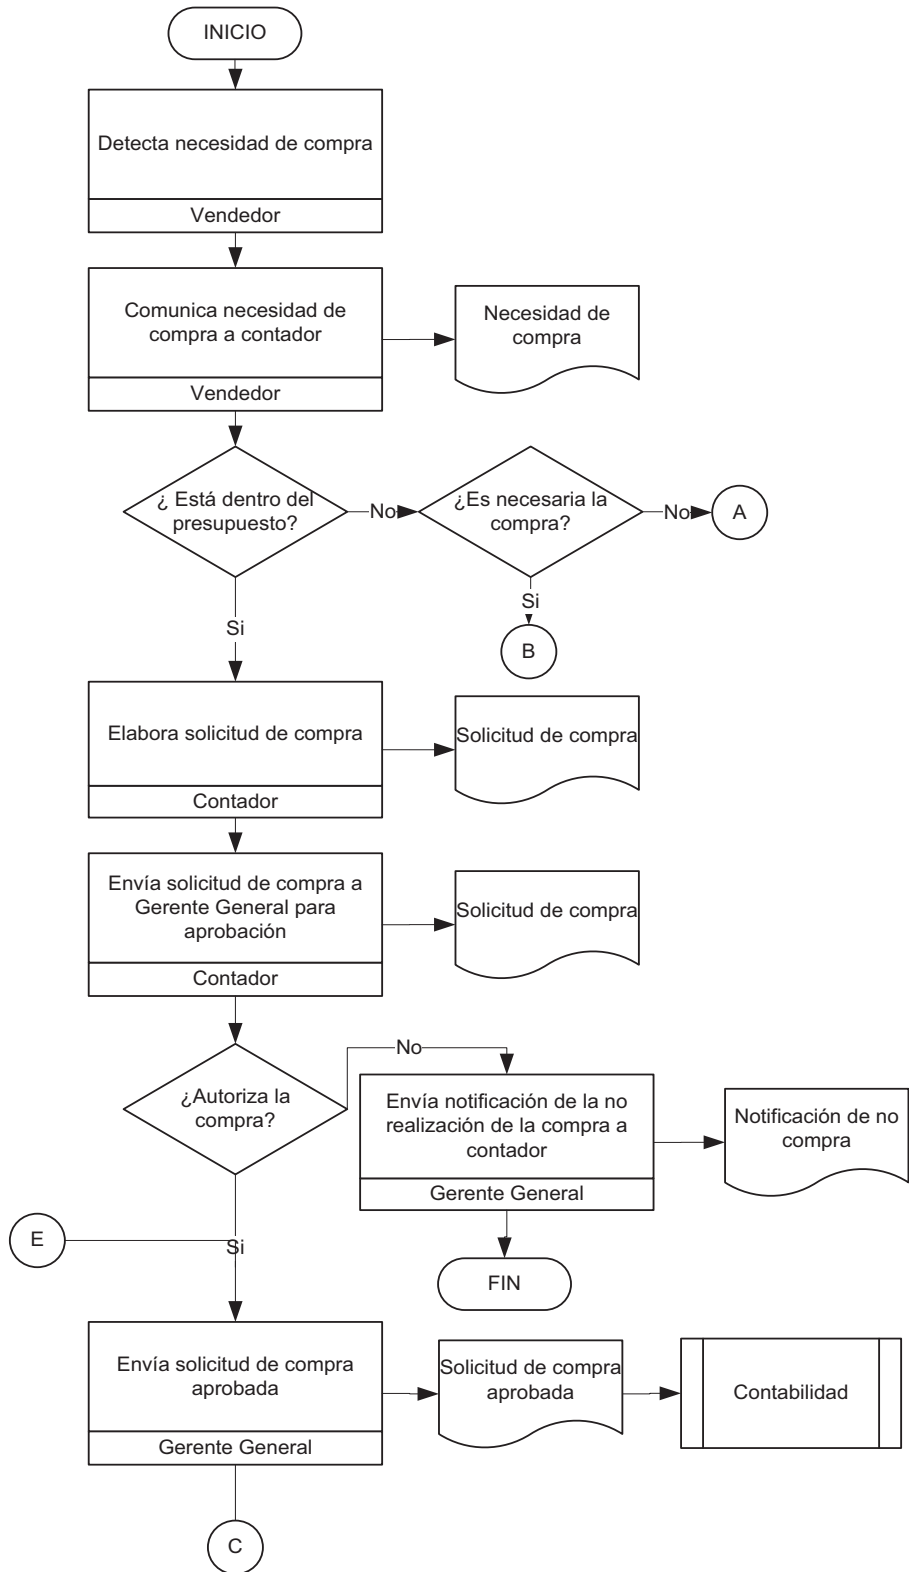 INICIO
Detecta necesidad de compra
Vendedor
Comunica necesidad de
compra a contador
Vendedor
Necesidad de
compra
¿ Está dentro del
presupuesto?
No
¿Es necesaria la
compra?
No
A
Si
B
Si
Elabora solicitud de compra
Contador
Solicitud de compra
Envía solicitud de compra a
Gerente General para
aprobación
Contador
Solicitud de compra
¿Autoriza la
compra?
No
Envía notificación de la no
realización de la compra a
contador
Gerente General
Notificación de no
compra
E
Si
FIN
Envía solicitud de compra
aprobada
Gerente General
Solicitud de compra
aprobada
Contabilidad
C